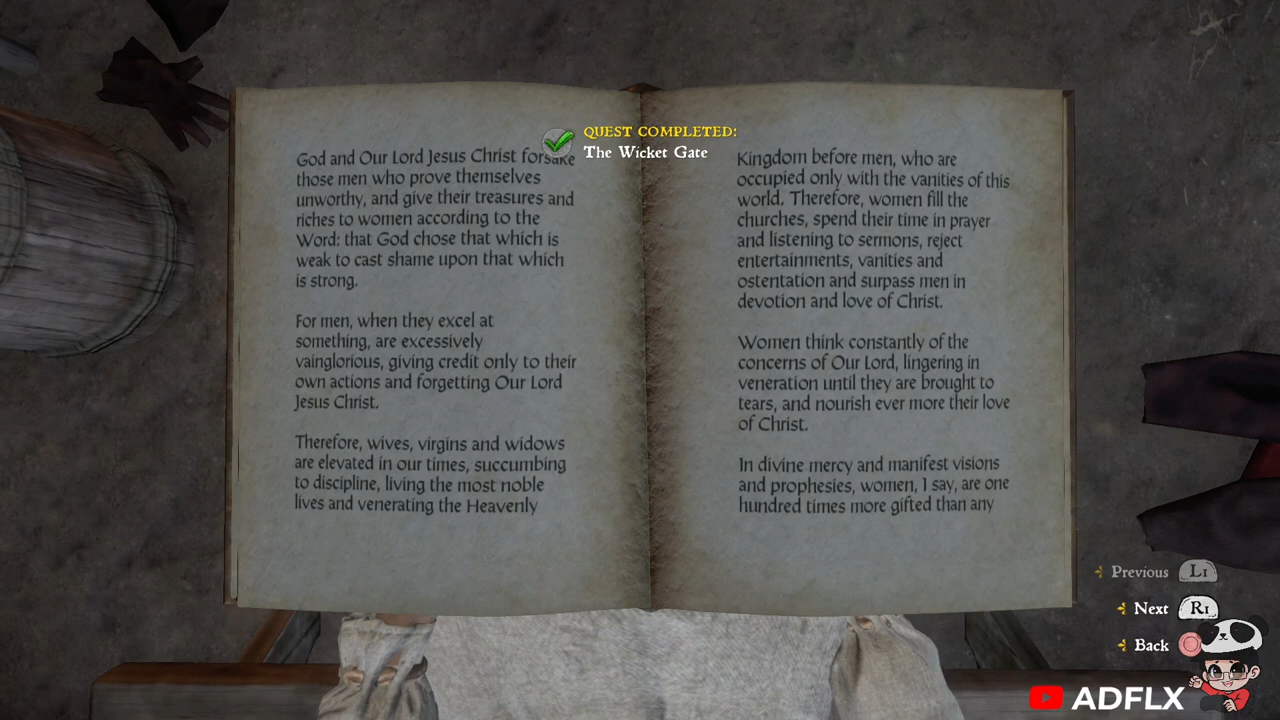 QUEST COMPLETED:
The Wicket Gate
God and Our Lord Jesus Christ forsake
those men who prove themselves
unworthy, and give their treasures and
riches to women according to the
Word: that God chose that which is
weak to cast shame upon that which
is strong.
For men, when they excel at
something, are excessively
vainglorious, giving credit only to their
own actions and forgetting Our Lord
Jesus Christ.
Therefore, wives, virgins and widows
are elevated in our times, succumbing
to discipline, living the most noble
lives and venerating the Heavenly
Kingdom before men, who are
occupied only with the vanities of this
world. Therefore, women fill the
churches, spend their time in prayer
and listening to sermons, reject
entertainments, vanities and
ostentation and surpass men in
devotion and love of Christ.
Women think constantly of the
concerns of Our Lord, lingering in
veneration until they are brought to
tears, and nourish ever more their love
of Christ.
In divine mercy and manifest visions
and prophesies, women, I say, are one
hundred times more gifted than any
Previous L1
Next R1
Back
ADFLX